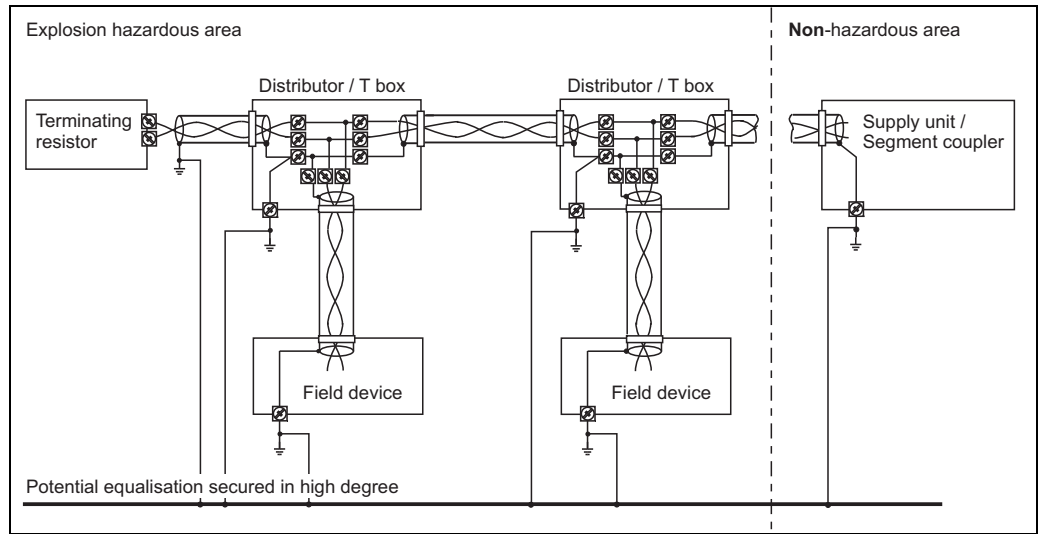 Explosion hazardous area
Non-hazardous area
Distributor / T box
Distributor / T box
Terminating
resistor
Supply unit /
Segment coupler
Field device
Field device
Potential equalisation secured in high degree